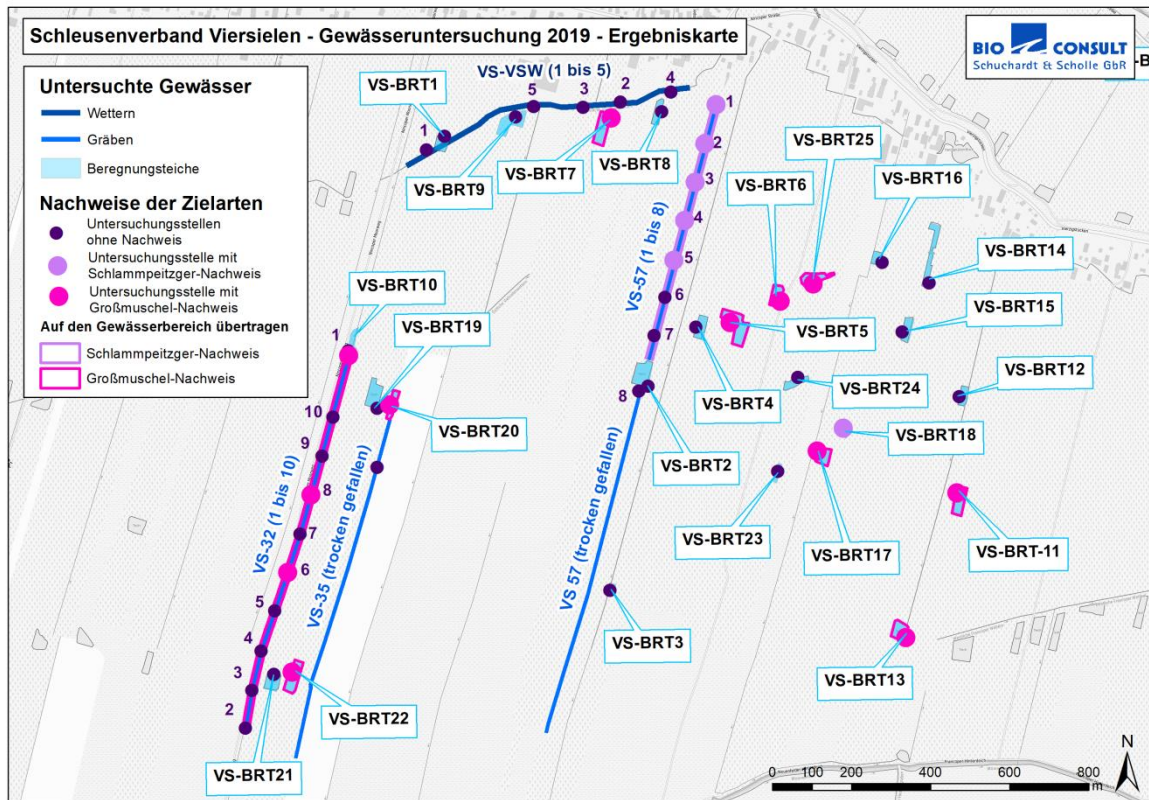 Schleusenverband Viersielen - Gewässeruntersuchung 2019 - Ergebniskarte
BIO CONSULT
Schuchardt & Scholle GbR
Untersuchte Gewässer
Wettern
Gräben
Beregnungsteiche
Nachweise der Zielarten
Untersuchungsstellen
ohne Nachweis
Untersuchungsstelle mit
Schlammpeitzger-Nachweis
Untersuchungsstelle mit
Großmuschel-Nachweis
Auf den Gewässerbereich übertragen
Schlammpeitzger-Nachweis
Großmuschel-Nachweis
VS-VSW (1 bis 5)
1
5
3
2
4
VS-BRT1
VS-BRT9
VS-BRT7
VS-BRT8
VS-57 (1 bis 8)
1
2
3
4
5
6
7
8
VS 57 (trocken gefallen)
VS-BRT6
VS-BRT25
VS-BRT16
VS-BRT14
VS-BRT15
VS-BRT5
VS-BRT4
VS-BRT24
VS-BRT12
VS-BRT18
VS-BRT2
VS-BRT23
VS-BRT17
VS-BRT-11
VS-BRT3
VS-BRT13
VS-BRT10
VS-BRT19
VS-BRT20
VS-32 (1 bis 10)
1
10
9
8
7
6
5
4
3
2
VS-35 (trocken gefallen)
VS-BRT22
VS-BRT21
VS-B
N
0 100 200 400 600 800
m